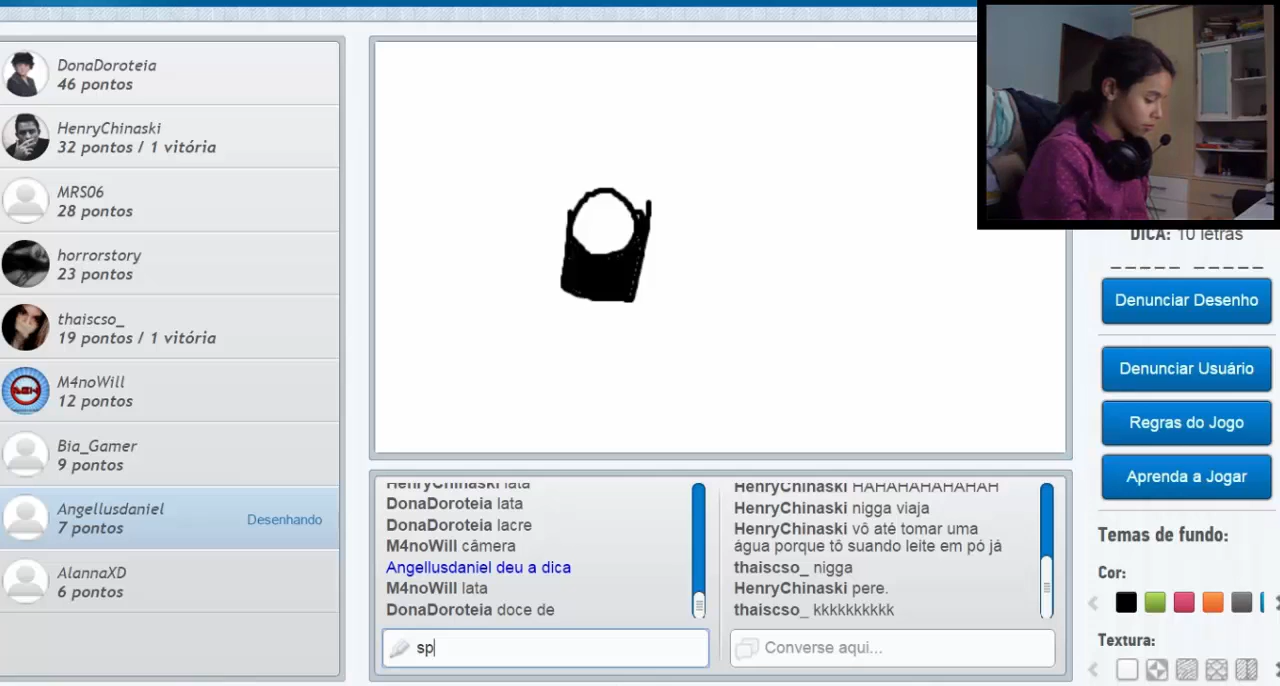 DonaDoroteia
46 pontos
HenryChinaski
32 pontos / 1 vitória
MRS06
28 pontos
horrorstory
23 pontos
thaiscso_
19 pontos / 1 vitória
M4noWill
12 pontos
Bia_Gamer
9 pontos
Angellusdaniel
7 pontos
Desenhando
AlannaXD
6 pontos
HenryChinaski lata
DonaDoroteia lata
DonaDoroteia lacre
M4noWill câmera
Angellusdaniel deu a dica
M4noWill lata
DonaDoroteia doce de
sp
HenryChinaski HAHAHAHAHAHAH
HenryChinaski nigga viaja
HenryChinaski vô até tomar uma
água porque tô suando leite em pó já
thaiscso_ nigga
HenryChinaski pere.
thaiscso_ kkkkkkkkkk
Converse aqui...
DICA: 10 letras
_____ _____
Denunciar Desenho
Denunciar Usuário
Regras do Jogo
Aprenda a Jogar
Temas de fundo:
Cor:
Textura: